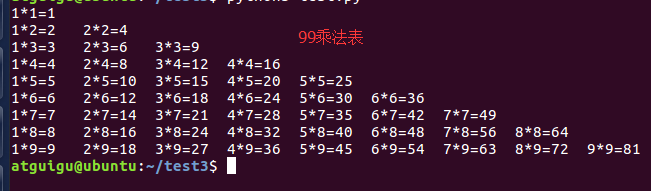 atguigu@ubuntu:~/test3$ python3 test.py
1*1=1
1*2=2 2*2=4
99乘法表
1*3=3 2*3=6 3*3=9
1*4=4 2*4=8 3*4=12 4*4=16
1*5=5 2*5=10 3*5=15 4*5=20 5*5=25
1*6=6 2*6=12 3*6=18 4*6=24 5*6=30 6*6=36
1*7=7 2*7=14 3*7=21 4*7=28 5*7=35 6*7=42 7*7=49
1*8=8 2*8=16 3*8=24 4*8=32 5*8=40 6*8=48 7*8=56 8*8=64
1*9=9 2*9=18 3*9=27 4*9=36 5*9=45 6*9=54 7*9=63 8*9=72 9*9=81
atguigu@ubuntu:~/test3$